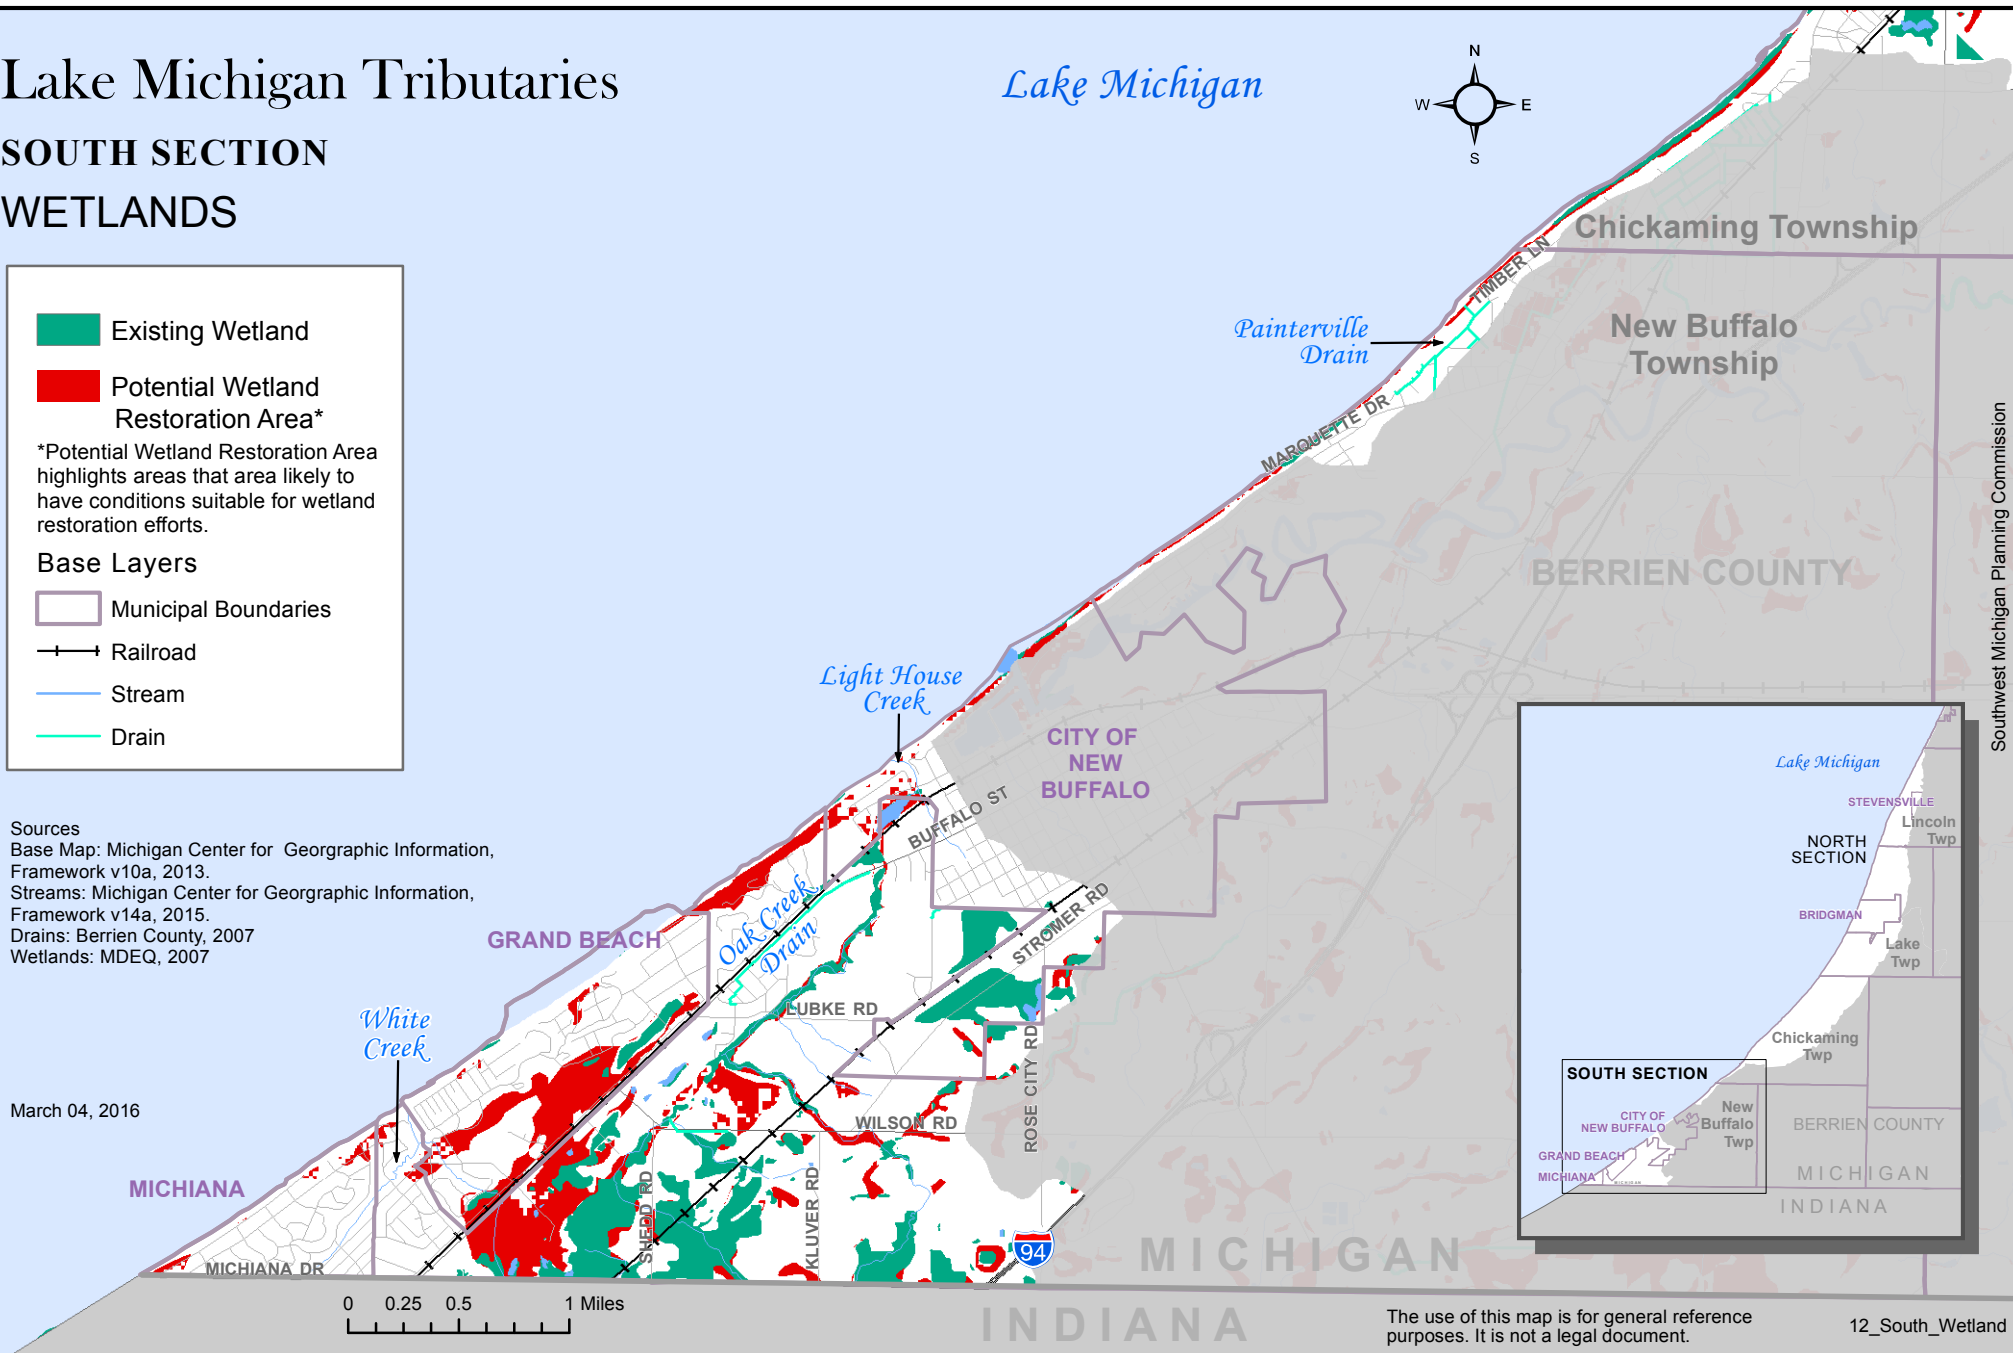 Lake Michigan Tributaries
SOUTH SECTION
WETLANDS
Existing Wetland
Potential Wetland
Restoration Area*
*Potential Wetland Restoration Area
highlights areas that area likely to
have conditions suitable for wetland
restoration efforts.
Base Layers
Municipal Boundaries
Railroad
Stream
Drain
Sources
Base Map: Michigan Center for Georgraphic Information,
Framework v10a, 2013.
Streams: Michigan Center for Georgraphic Information,
Framework v14a, 2015.
Drains: Berrien County, 2007
Wetlands: MDEQ, 2007
March 04, 2016
Lake Michigan
N
W
E
S
Chickaming Township
TIMBER LN
New Buffalo
Township
Painterville
Drain
MARQUETTE DR
BERRIEN COUNTY
Light House
Creek
CITY OF
NEW
BUFFALO
BUFFALO ST
STROMER RD
Oak Creek
Drain
GRAND BEACH
LUBKE RD
White
Creek
ROSE CITY RD
WILSON RD
MICHIANA
SHEDD RD
KLUVER RD
94
MICHIANA DR
MICHIGAN
INDIANA
0 0.25 0.5 1 Miles
Lake Michigan
STEVENSVILLE
Lincoln
Twp
NORTH
SECTION
BRIDGMAN
Lake
Twp
Chickaming
Twp
SOUTH SECTION
CITY OF
NEW BUFFALO
New
Buffalo
Twp
BERRIEN COUNTY
GRAND BEACH
MICHIANA
MICHIGAN
MICHIGAN
INDIANA
Southwest Michigan Planning Commission
The use of this map is for general reference
purposes. It is not a legal document.
12_South_Wetland